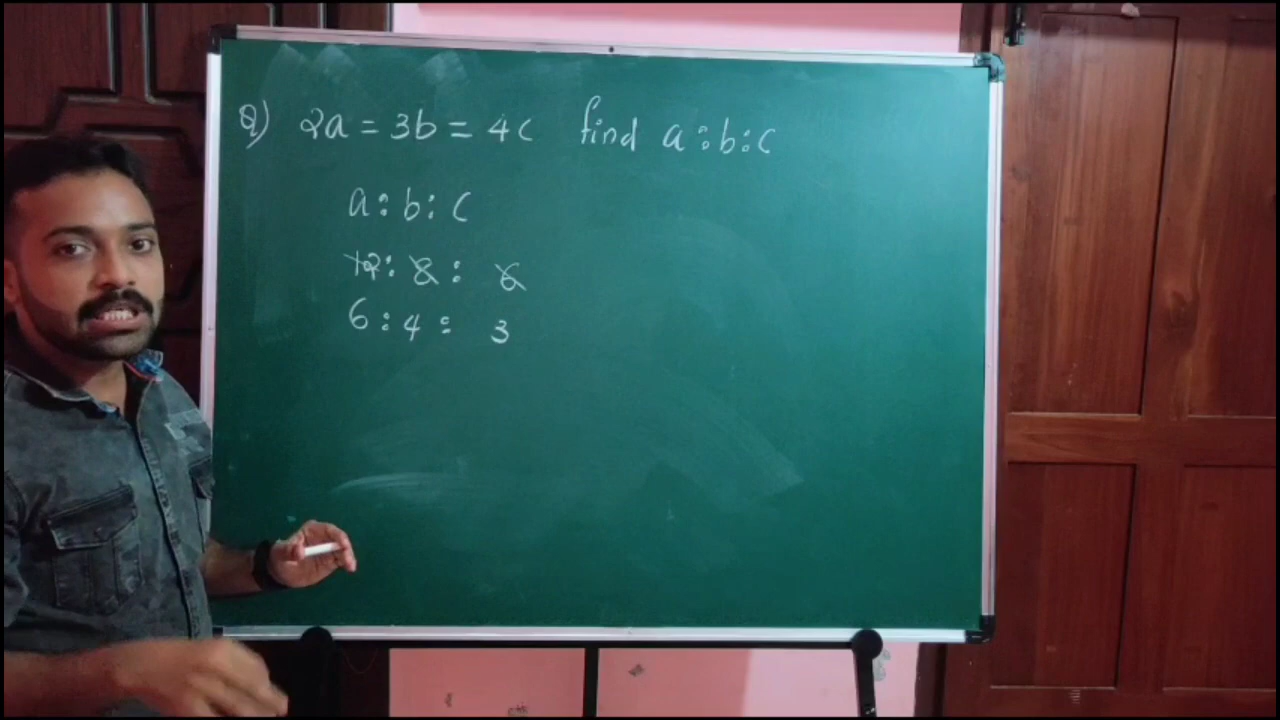 Q) 2a = 3b = 4c find a:b:c
a:b:c
12:8:6
6:4:3